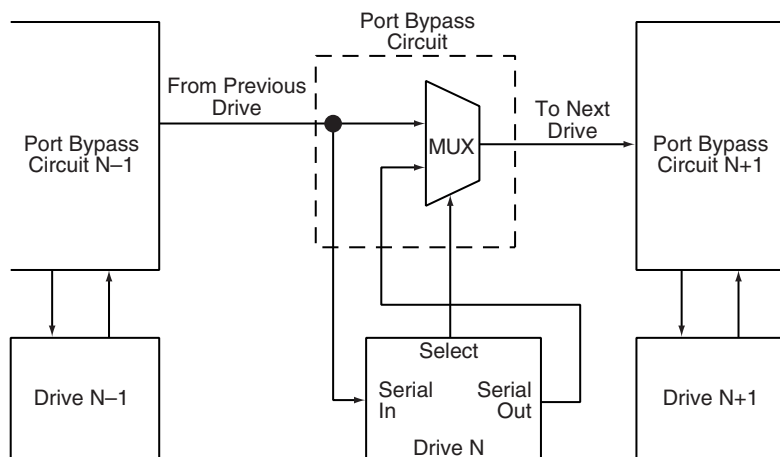 Port Bypass
Circuit
From Previous
Drive
Port Bypass
Circuit N–1
MUX
To Next
Drive
Port Bypass
Circuit N+1
Drive N–1
Select
Serial
In
Serial
Out
Drive N
Drive N+1